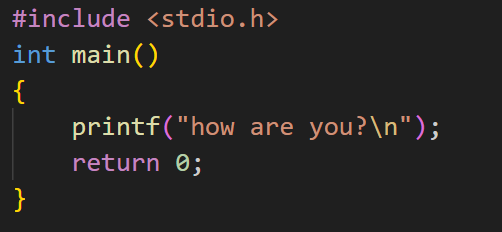 #include <stdio.h>
int main()
{
    printf("how are you?\n");
    return 0;
}